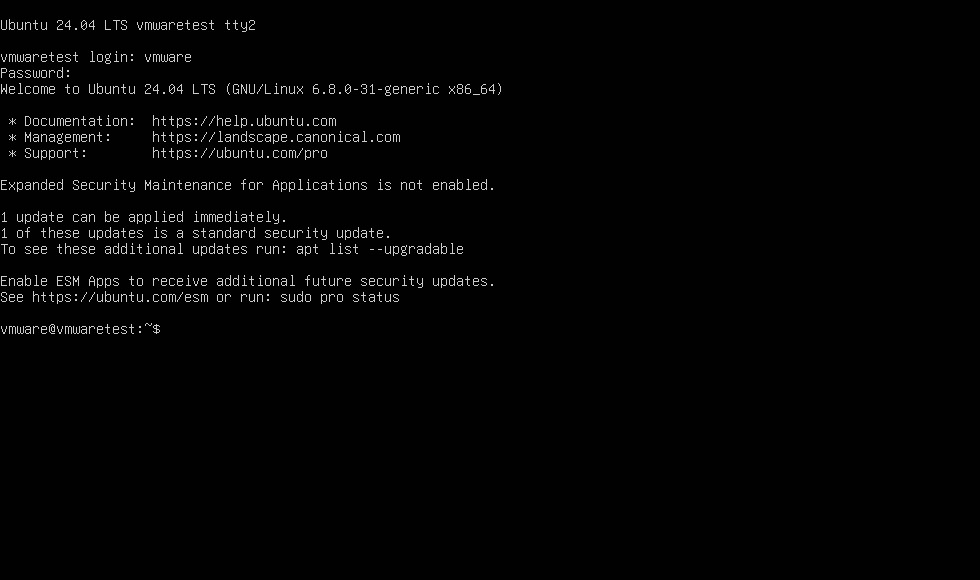 Ubuntu 24.04 LTS vmwaretest tty2
vmwaretest login: vmware
Password:
Welcome to Ubuntu 24.04 LTS (GNU/Linux 6.8.0-31-generic x86_64)
* Documentation:  https://help.ubuntu.com
* Management:     https://landscape.canonical.com
* Support:        https://ubuntu.com/pro
Expanded Security Maintenance for Applications is not enabled.
1 update can be applied immediately.
1 of these updates is a standard security update.
To see these additional updates run: apt list --upgradable
Enable ESM Apps to receive additional future security updates.
See https://ubuntu.com/esm or run: sudo pro status
vmware@vmwaretest:~$